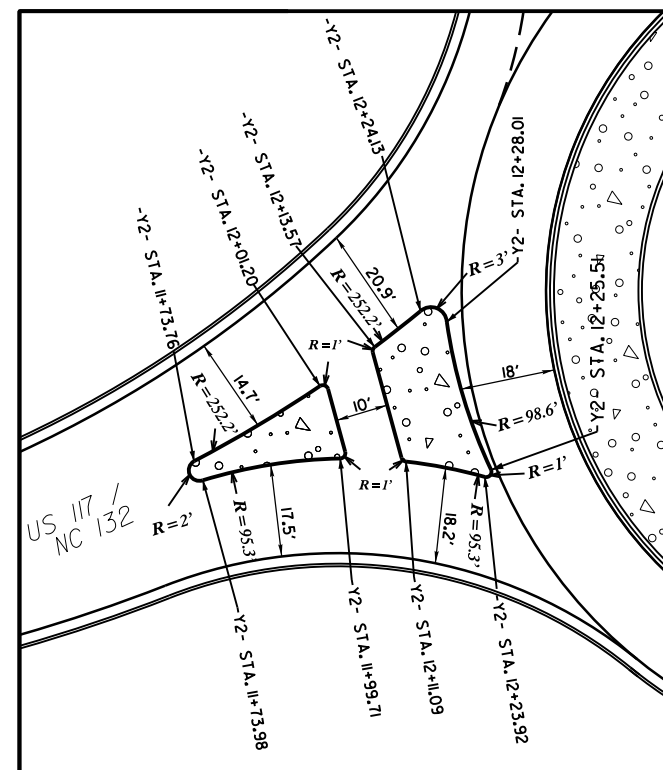 -Y2- STA. 12+24.13
-Y2- STA. 12+13.57
-Y2- STA. 12+01.20
-Y2- STA. 11+73.76
Y2- STA. 12+28.01
-Y2- STA. 12+25.51
R=3'
20.9'
R=252.2'
R=1'
14.7'
R=252.2'
10'
18'
R=98.6'
R=1'
R=1'
US 117 /
NC 132
R=2'
R=95.3'
17.5'
18.2'
R=95.3'
Y2- STA. 11+73.98
Y2- STA. 11+99.71
Y2- STA. 12+11.09
Y2- STA. 12+23.92